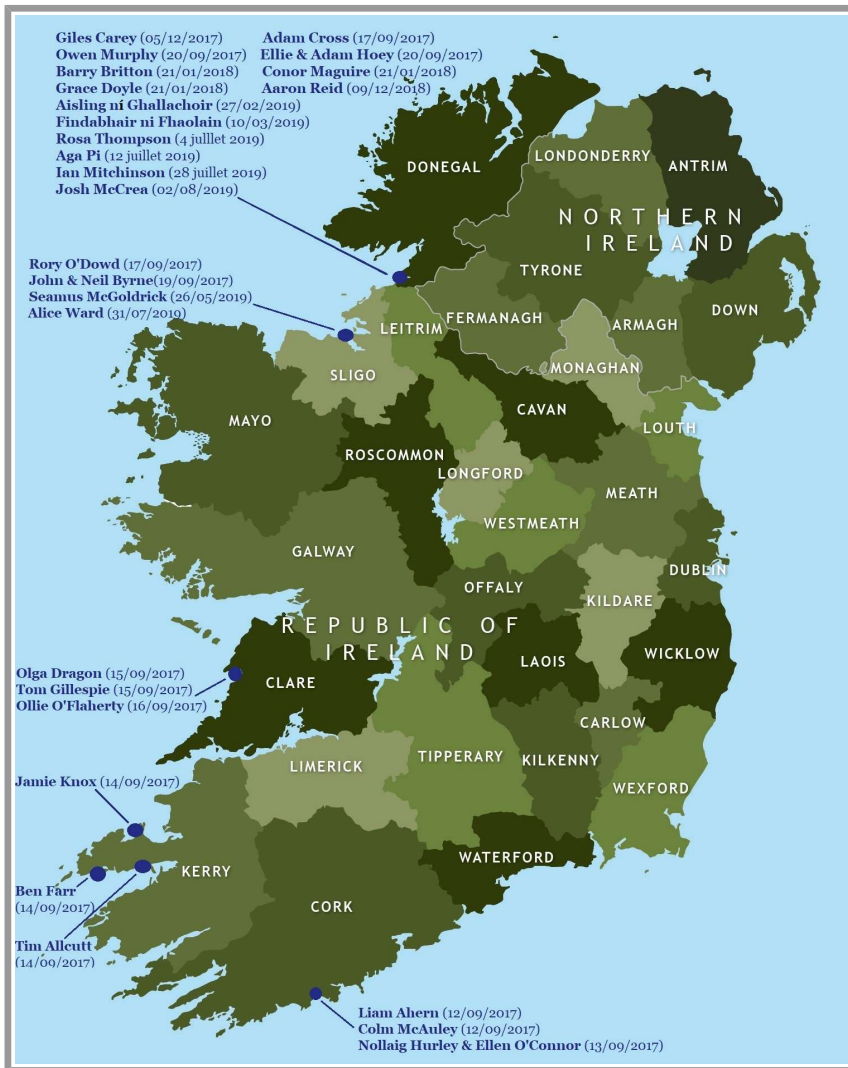 Giles Carey (05/12/2017) Adam Cross (17/09/2017)
Owen Murphy (20/09/2017) Ellie & Adam Hoey (20/09/2017)
Barry Britton (21/01/2018) Conor Maguire (21/01/2018)
Grace Doyle (21/01/2018) Aaron Reid (09/12/2018)
Aisling ní Ghallachoir (27/02/2019)
Findabhair ni Fhaolain (10/03/2019)
Rosa Thompson (4 julllet 2019)
Aga Pi (12 juillet 2019)
Ian Mitchinson (28 juillet 2019)
Josh McCrea (02/08/2019)
DONEGAL
LONDONDERRY
ANTRIM
NORTHERN
IRELAND
TYRONE
Rory O'Dowd (17/09/2017)
John & Neil Byrne(19/09/2017)
Seamus McGoldrick (26/05/2019)
Alice Ward (31/07/2019)
FERMANAGH
ARMAGH
DOWN
LEITRIM
MONAGHAN
SLIGO
CAVAN
MAYO
LOUTH
ROSCOMMON
LONGFORD
MEATH
WESTMEATH
GALWAY
DUBLIN
OFFALY
KILDARE
REPUBLIC OF
IRELAND
LAOIS
WICKLOW
Olga Dragon (15/09/2017)
Tom Gillespie (15/09/2017)
Ollie O'Flaherty (16/09/2017)
CLARE
CARLOW
TIPPERARY
KILKENNY
LIMERICK
WEXFORD
Jamie Knox (14/09/2017)
WATERFORD
KERRY
Ben Farr
(14/09/2017)
CORK
Tim Allcutt
(14/09/2017)
Liam Ahern (12/09/2017)
Colm McAuley (12/09/2017)
Nollaig Hurley & Ellen O'Connor (13/09/2017)